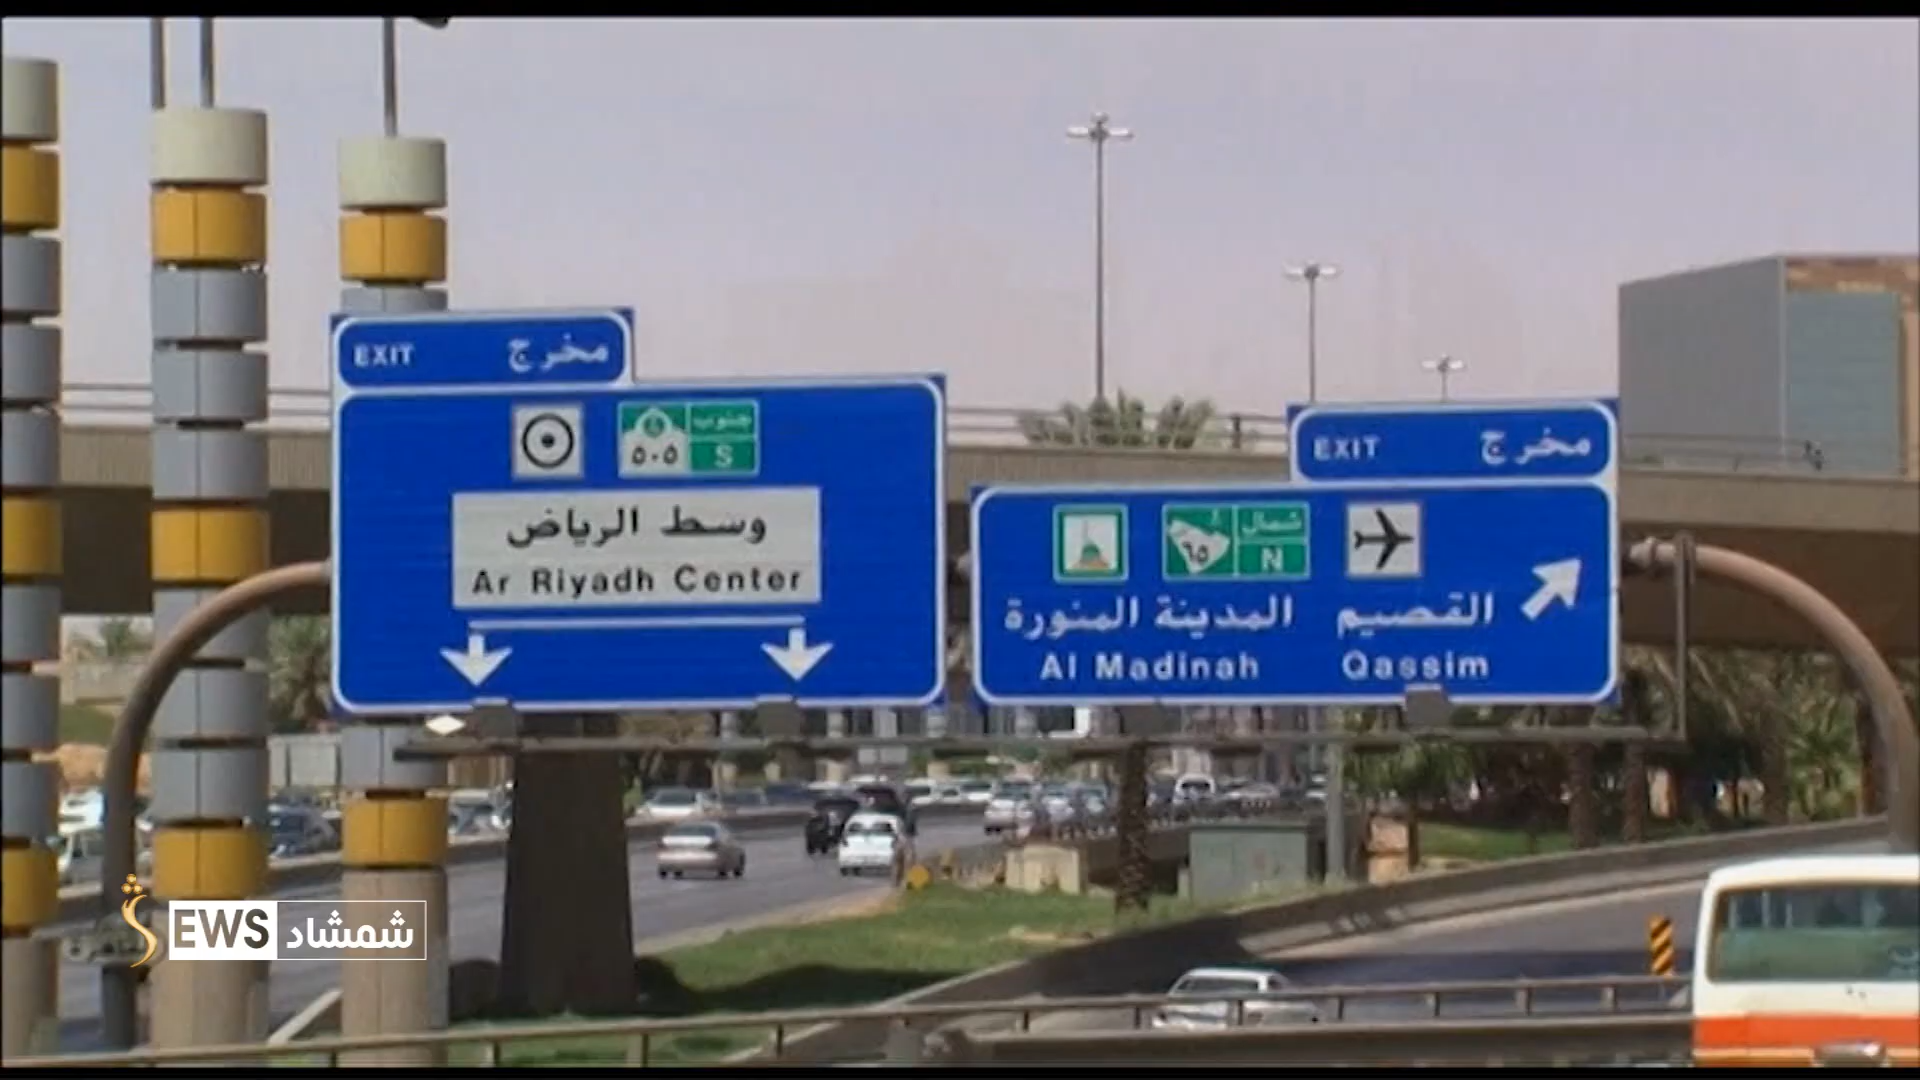 EXIT مخرج
جنوب
٥٠٥ S
وسط الرياض
Ar Riyadh Center
EXIT مخرج
شمال
٦٥ N
المدينة المنورة القصيم
Al Madinah Qassim
EWS شمشاد